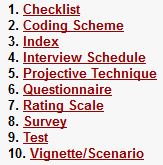 1. Checklist
2. Coding Scheme
3. Index
4. Interview Schedule
5. Projective Technique
6. Questionnaire
7. Rating Scale
8. Survey
9. Test
10. Vignette/Scenario